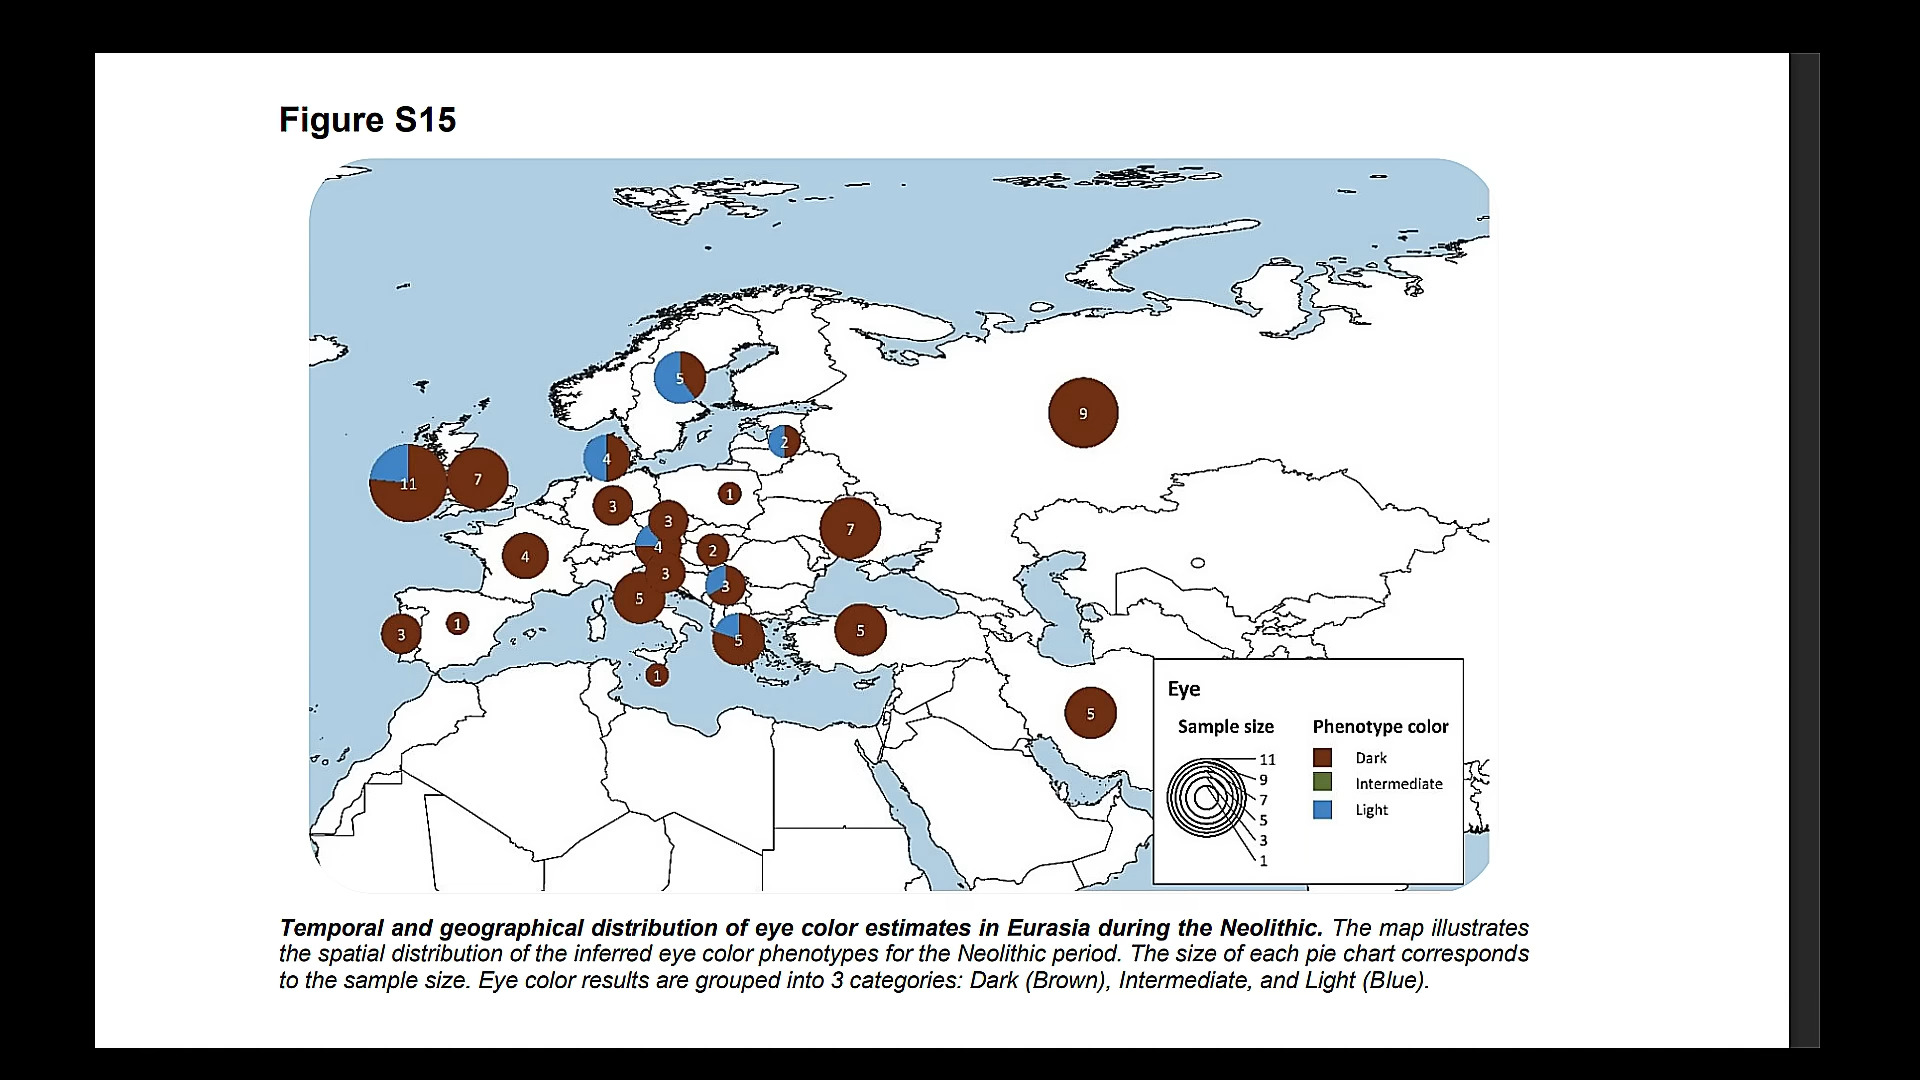 Figure S15
5
9
2
4
11
7
1
3
3
7
4
4
2
3
3
5
1
3
5
5
1
5
Eye
Sample size
Phenotype color
11
9
7
5
3
1
Dark
Intermediate
Light
Temporal and geographical distribution of eye color estimates in Eurasia during the Neolithic. The map illustrates
the spatial distribution of the inferred eye color phenotypes for the Neolithic period. The size of each pie chart corresponds
to the sample size. Eye color results are grouped into 3 categories: Dark (Brown), Intermediate, and Light (Blue).